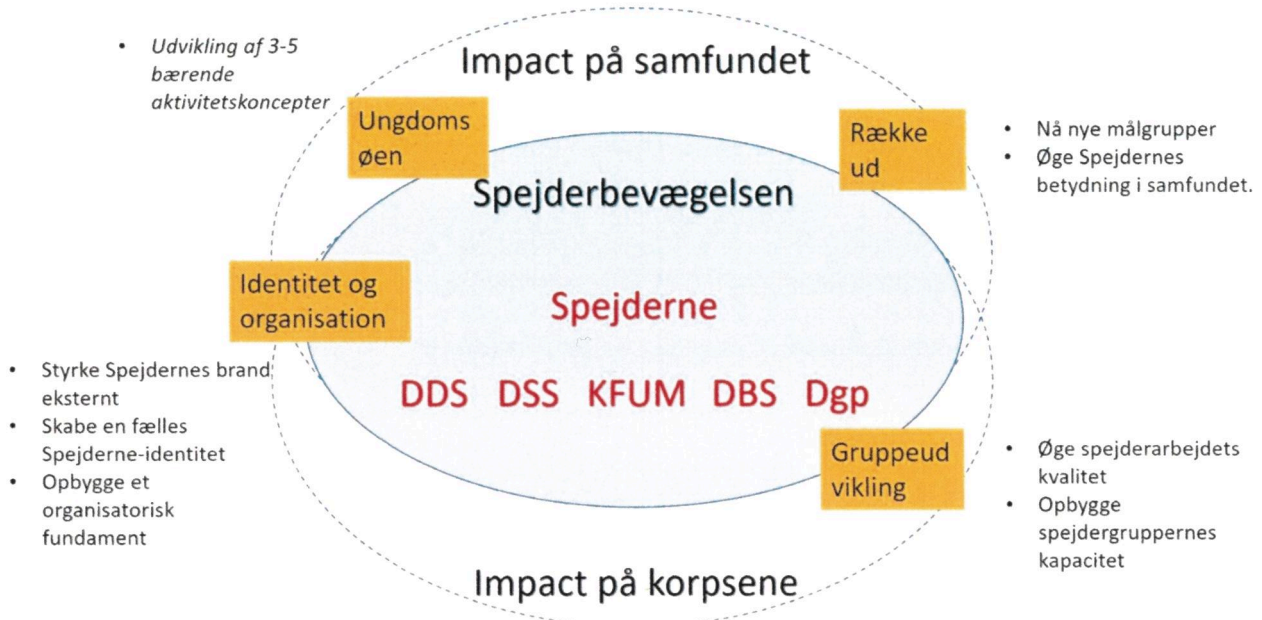 • Udvikling af 3-5
bærende
aktivitetskoncepter
Impact på samfundet
Ungdoms
øen
Række
ud
• Nå nye målgrupper
• Øge Spejdernes
betydning i samfundet.
Spejderbevægelsen
Identitet og
organisation
Spejderne
• Styrke Spejdernes brand
eksternt
• Skabe en fælles
Spejderne-identitet
• Opbygge et
organisatorisk
fundament
DDS DSS KFUM DBS Dgp
Gruppeud
vikling
• Øge spejderarbejdets
kvalitet
• Opbygge
spejdergruppernes
kapacitet
Impact på korpsene